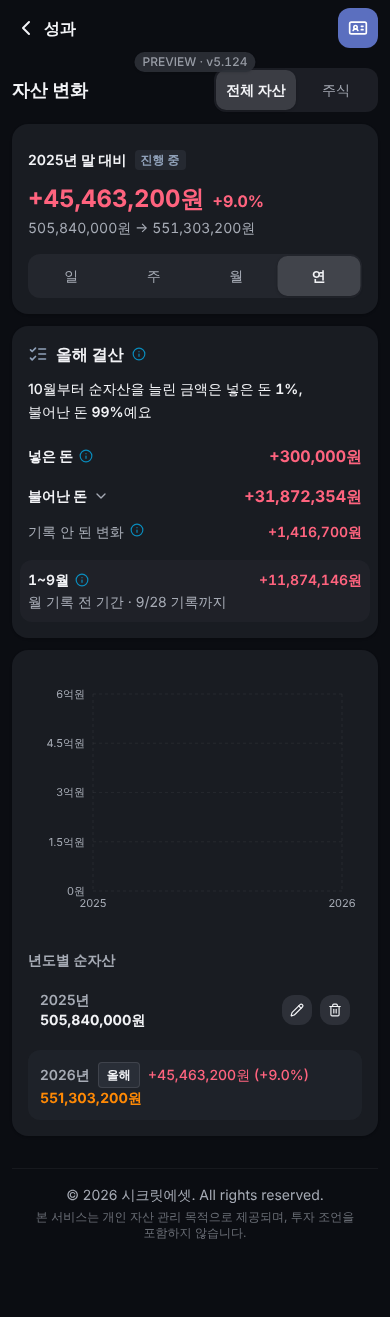 성과
PREVIEW · v5.124
자산 변화
전체 자산
주식
2025년 말 대비 진행 중
+45,463,200원 +9.0%
505,840,000원 → 551,303,200원
일 주 월 연
올해 결산
10월부터 순자산을 늘린 금액은 넣은 돈 1%,
불어난 돈 99%예요
넣은 돈 +300,000원
불어난 돈 +31,872,354원
기록 안 된 변화 +1,416,700원
1~9월 +11,874,146원
월 기록 전 기간 · 9/28 기록까지
6억원
4.5억원
3억원
1.5억원
0원
2025 2026
년도별 순자산
2025년
505,840,000원
2026년 올해 +45,463,200원 (+9.0%)
551,303,200원
© 2026 시크릿에셋. All rights reserved.
본 서비스는 개인 자산 관리 목적으로 제공되며, 투자 조언을
포함하지 않습니다.